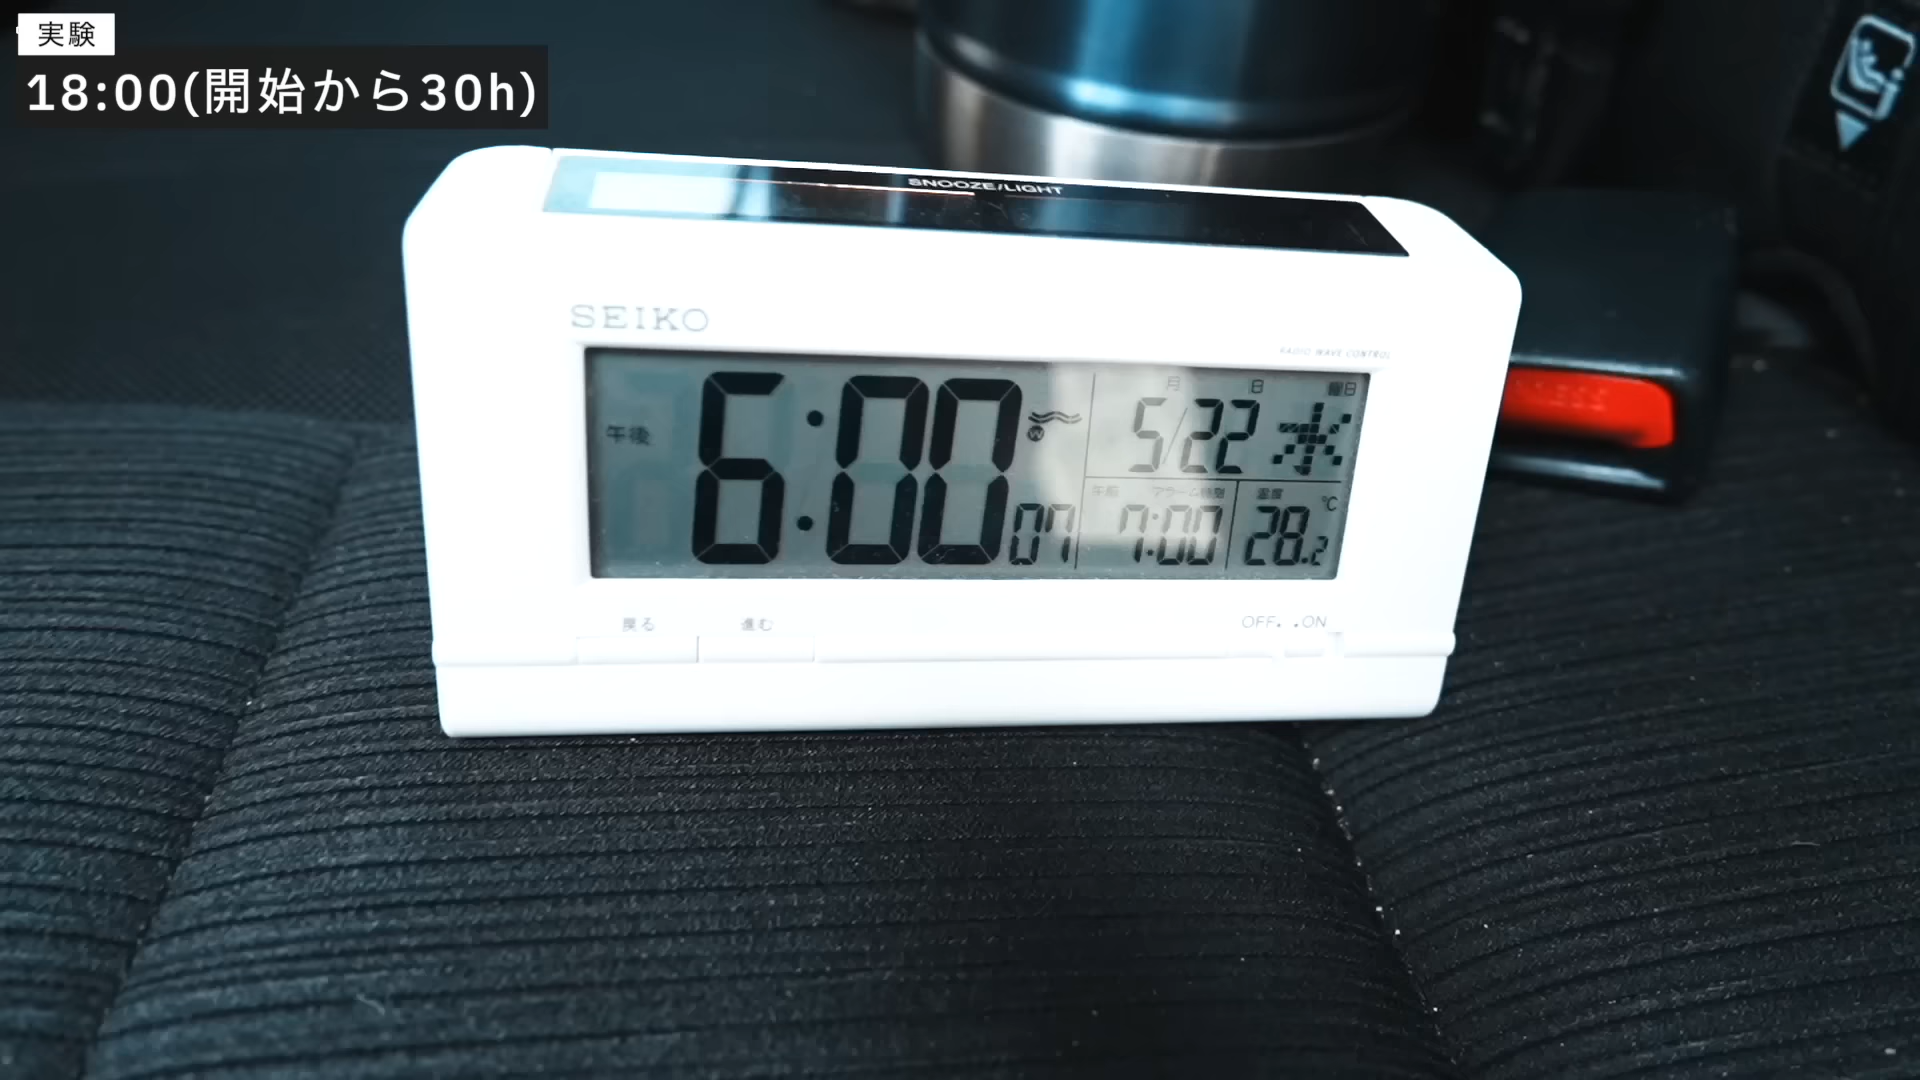 実験
18:00(開始から30h)
SNOOZE/LIGHT
SEIKO
RADIO WAVE CONTROL
月 日 曜日
午後 6:00 07
5/22 水
午前 アラーム時刻 温度 ℃
7:00 28.2
戻る 進む OFF ON
PRESS